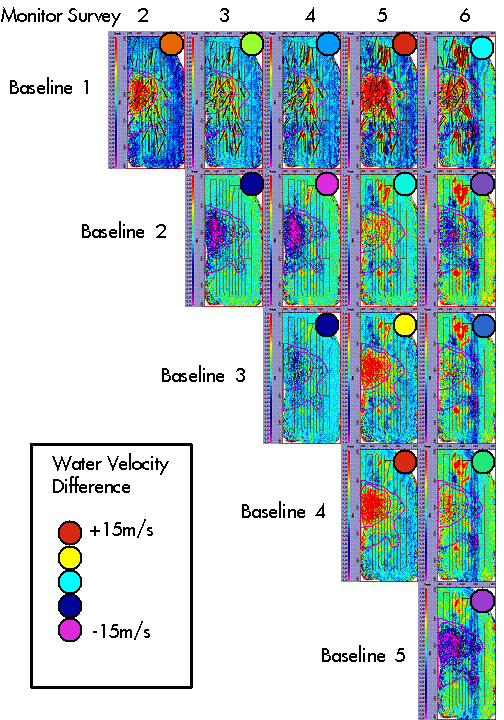 Monitor Survey 2 3 4 5 6
Baseline 1
Baseline 2
Baseline 3
Baseline 4
Baseline 5
Water Velocity
Difference
+15m/s
-15m/s